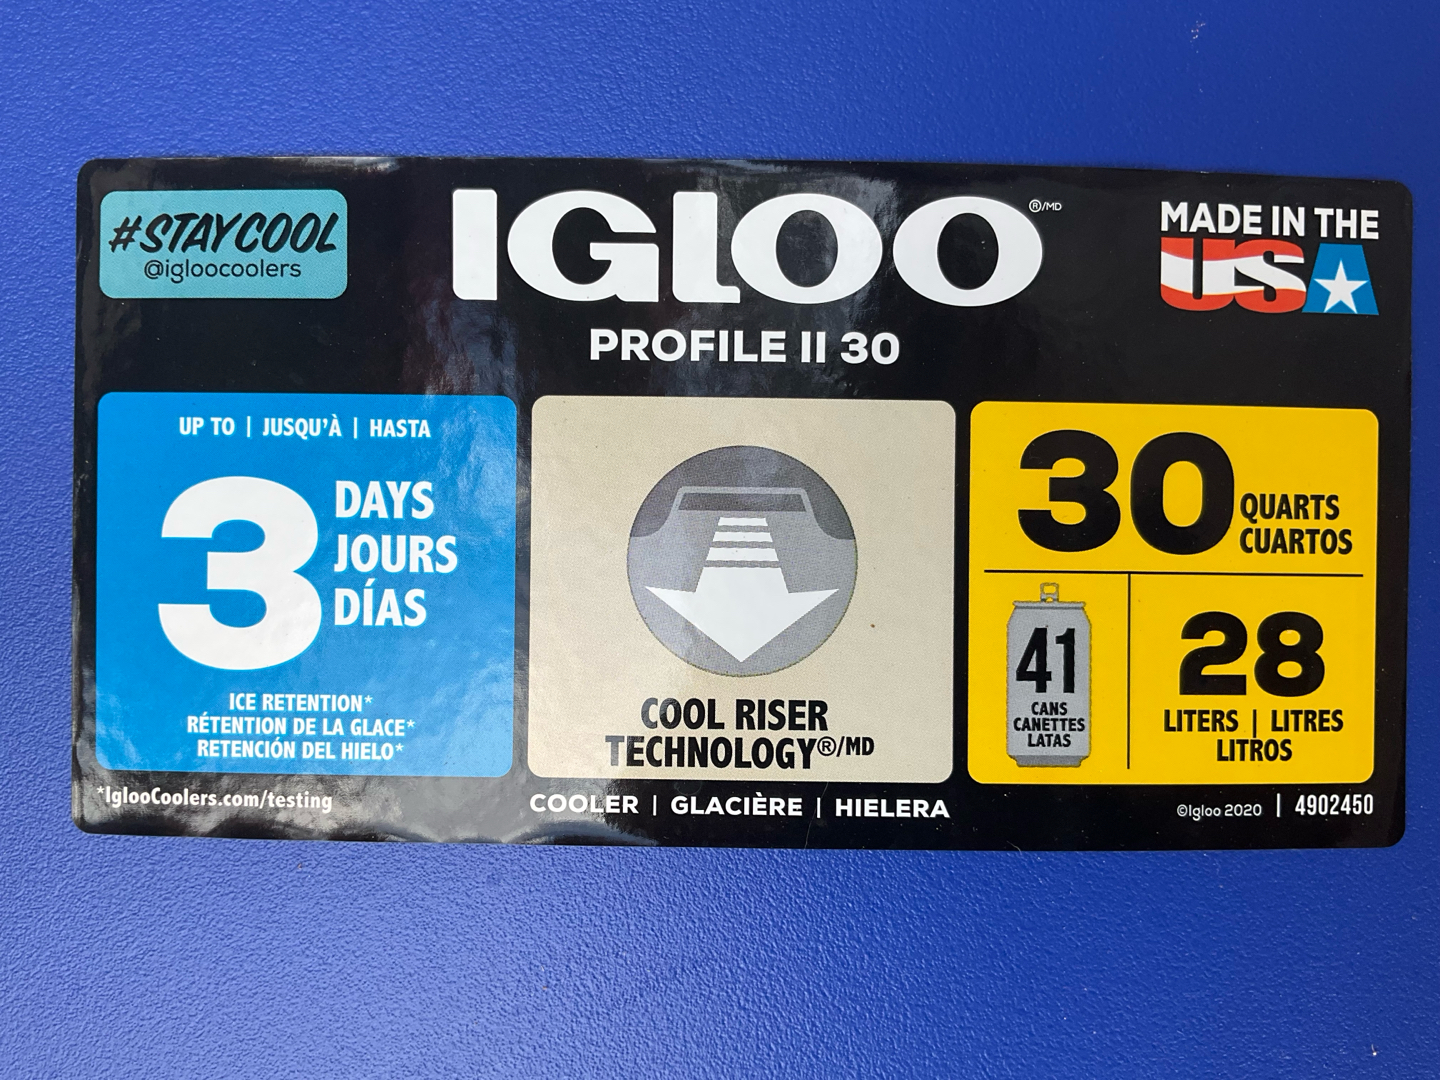 #STAYCOOL
@igloocoolers
IGLOO®/MD
PROFILE II 30
MADE IN THE
USA
UP TO | JUSQU'À | HASTA
3
DAYS
JOURS
DÍAS
ICE RETENTION*
RÉTENTION DE LA GLACE*
RETENCIÓN DEL HIELO*
*IglooCoolers.com/testing
COOL RISER
TECHNOLOGY®/MD
COOLER | GLACIÈRE | HIELERA
30
QUARTS
CUARTOS
41
CANS
CANETTES
LATAS
28
LITERS | LITRES
LITROS
©Igloo 2020 | 4902450